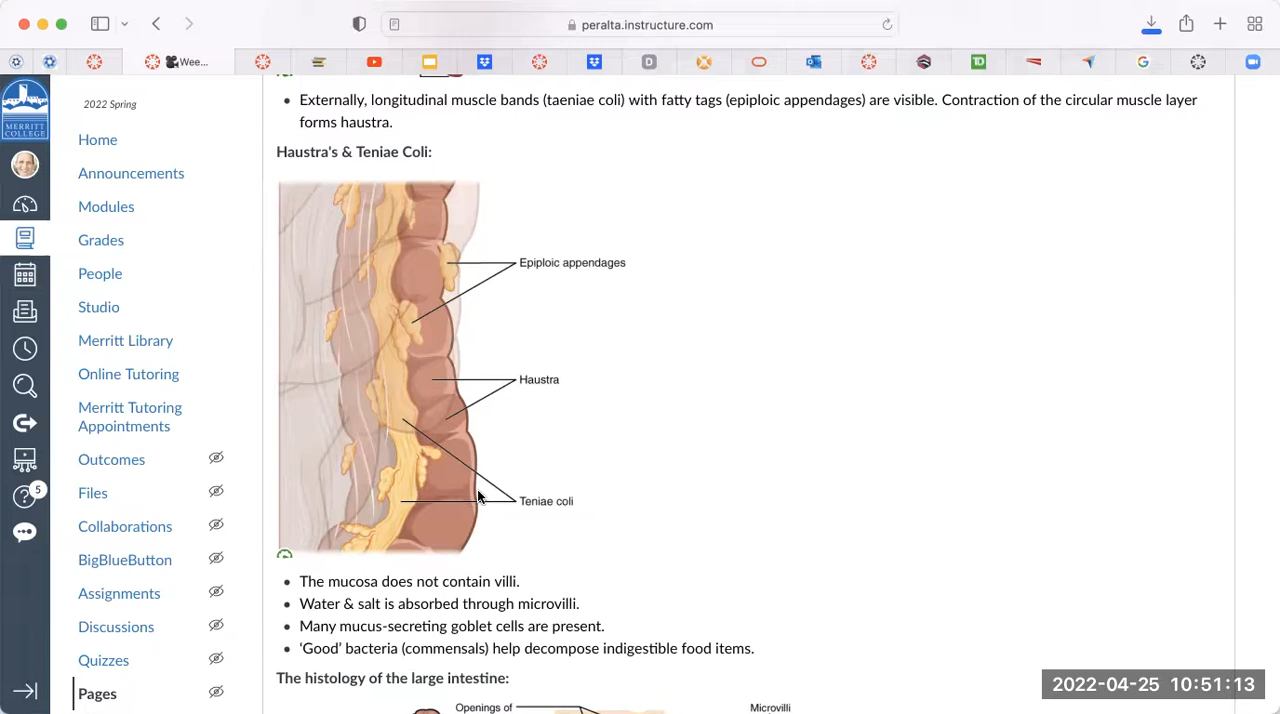 peralta.instructure.com
Wee...
D
TD
G
MERRITT
COLLEGE
2022 Spring
Home
Announcements
Modules
Grades
People
Studio
Merritt Library
Online Tutoring
Merritt Tutoring
Appointments
Outcomes
Files
5
Collaborations
BigBlueButton
Assignments
Discussions
Quizzes
Pages
Externally, longitudinal muscle bands (taeniae coli) with fatty tags (epiploic appendages) are visible. Contraction of the circular muscle layer
forms haustra.
Haustra's & Teniae Coli:
Epiploic appendages
Haustra
Teniae coli
The mucosa does not contain villi.
Water & salt is absorbed through microvilli.
Many mucus-secreting goblet cells are present.
‘Good’ bacteria (commensals) help decompose indigestible food items.
The histology of the large intestine:
Openings of
Microvilli
2022-04-25 10:51:13